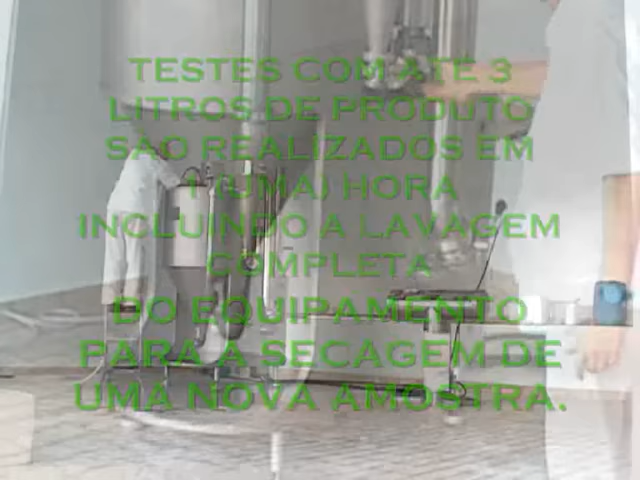 TESTES COM ATÉ 3
LITROS DE PRODUTO
SÃO REALIZADOS EM
1 (UMA) HORA
INCLUINDO A LAVAGEM
COMPLETA
DO EQUIPAMENTO
PARA A SECAGEM DE
UMA NOVA AMOSTRA.